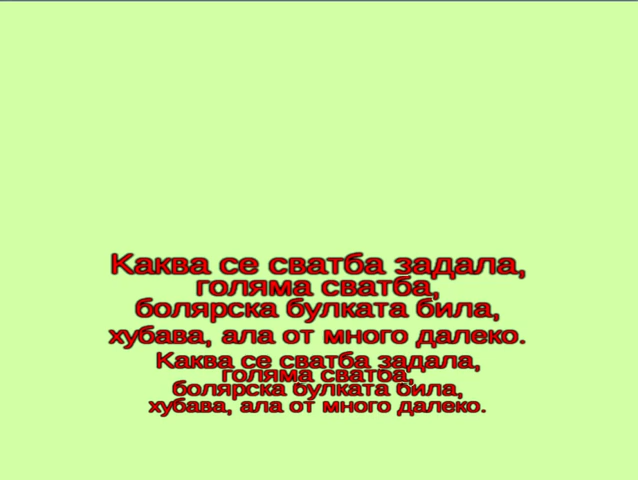 Каква се сватба задала,
голяма сватба,
болярска булката била,
хубава, ала от много далеко.
Каква се сватба задала,
голяма сватба,
болярска булката била,
хубава, ала от много далеко.